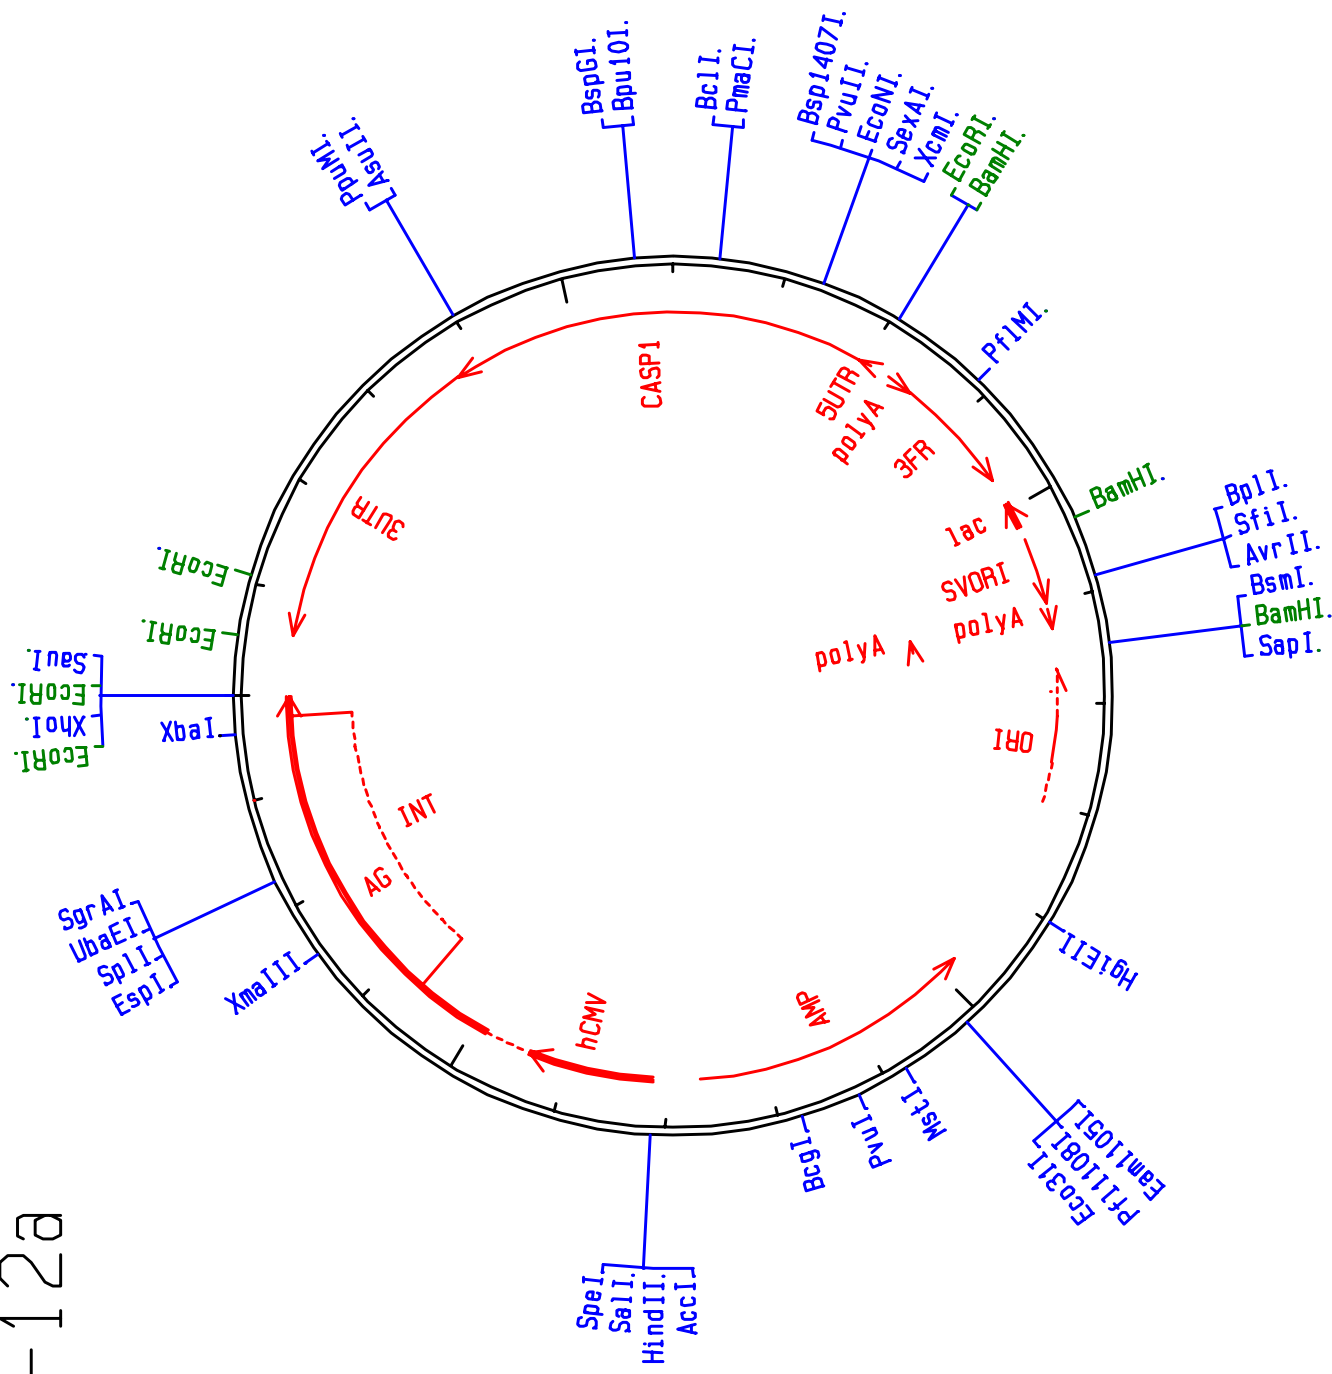 BspGI.
Bpu10I.
BclI.
PmaCI.
Bsp1407I.
PvuII.
EcoNI.
SexAI.
XcmI.
EcoRI.
BamHI.
PflMI.
BamHI.
BplI.
SfiI.
AvrII.
BsmI.
BamHI.
SapI.
HgiEII
Eam1105I
Pfl1108I
Eco31I
MstI
PvuI
BcgI
AccI.
HindII.
SalI.
SpeI.
XmaIII.
EspI.
SplI.
UbaEI.
SgrAI.
XbaI.
EcoRI.
XhoI.
EcoRI.
SauI.
EcoRI.
EcoRI.
PpuMI.
AsuII.
CASP1
5UTR
polyA
3FR
lac
SVORI
polyA
polyA
ORI
AMP
hCMV
AG
INT
3UTR
-12a